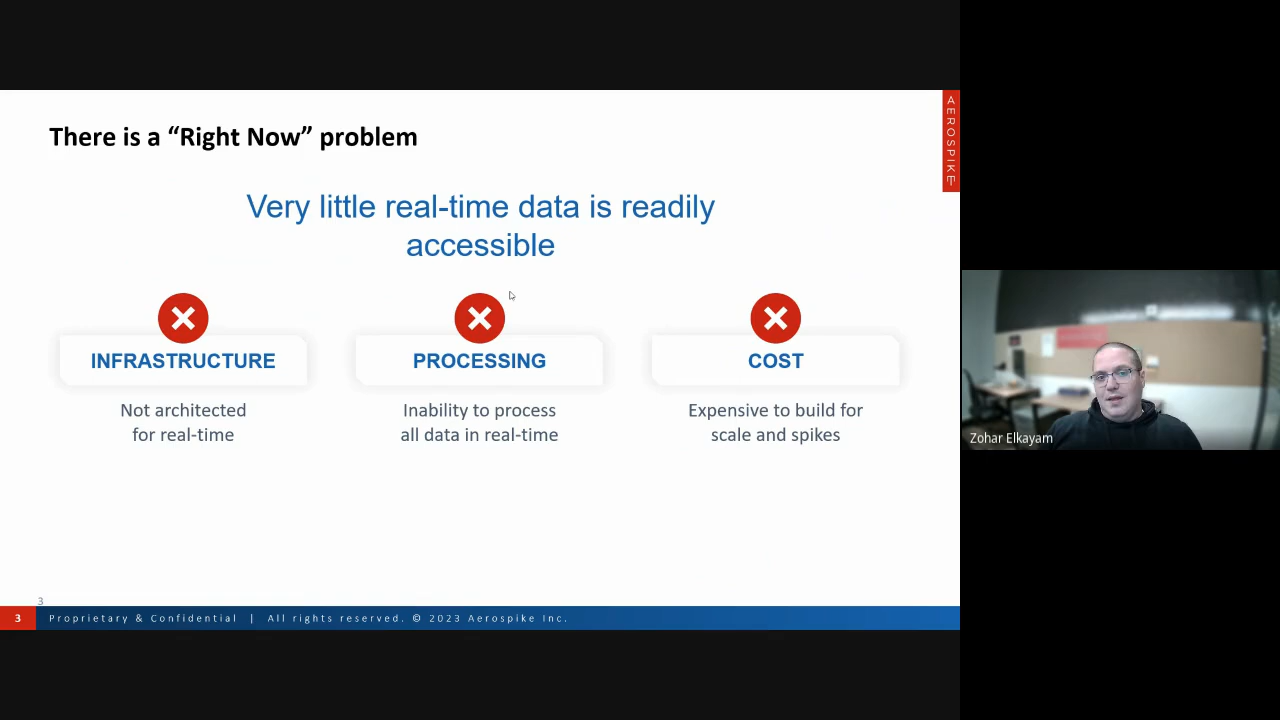 There is a “Right Now” problem
AEROSPIKE
Very little real-time data is readily
accessible
INFRASTRUCTURE
Not architected
for real-time
PROCESSING
Inability to process
all data in real-time
COST
Expensive to build for
scale and spikes
Zohar Elkayam
3
3
Proprietary & Confidential | All rights reserved. © 2023 Aerospike Inc.